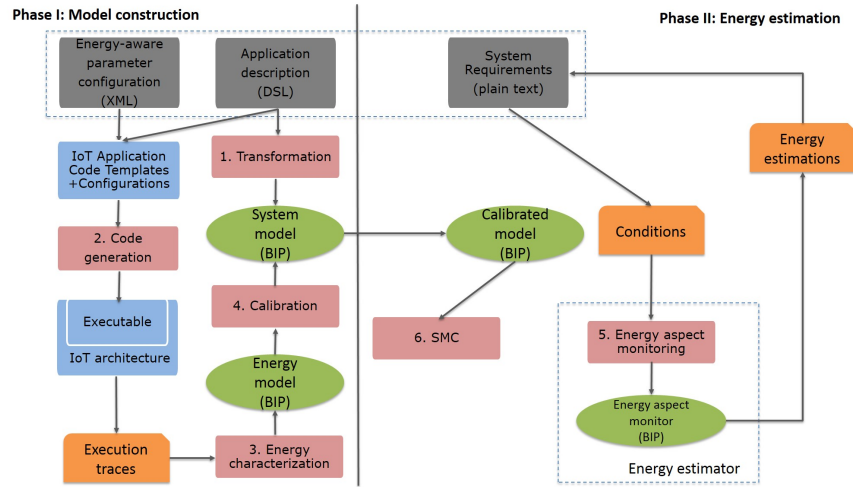 Phase I: Model construction
Phase II: Energy estimation
Energy-aware
parameter
configuration
(XML)
Application
description
(DSL)
System
Requirements
(plain text)
IoT Application
Code Templates
+Configurations
1. Transformation
Energy
estimations
System
model
(BIP)
Calibrated
model
(BIP)
Conditions
2. Code
generation
4. Calibration
Executable
IoT architecture
6. SMC
5. Energy aspect
monitoring
Energy
model
(BIP)
Energy aspect
monitor
(BIP)
Execution
traces
3. Energy
characterization
Energy estimator